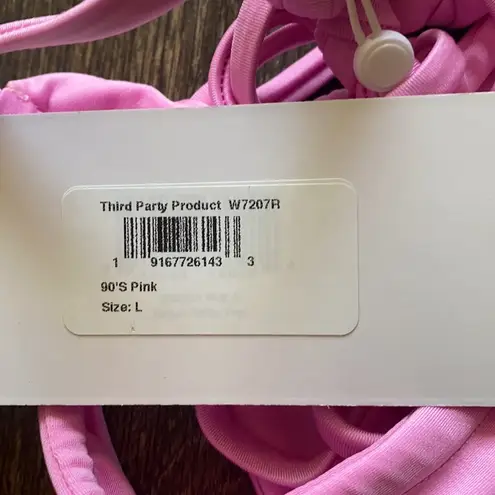 Third Party Product W7207R
1 9167726143 3
90'S Pink
Size: L